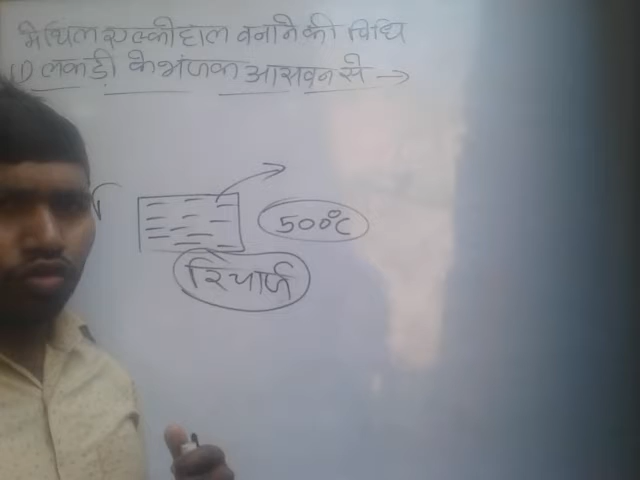 मेथिल एल्कोहाल बनाने की विधि
1) लकड़ी के भंजक आसवन से →
500°C
रिचार्ज